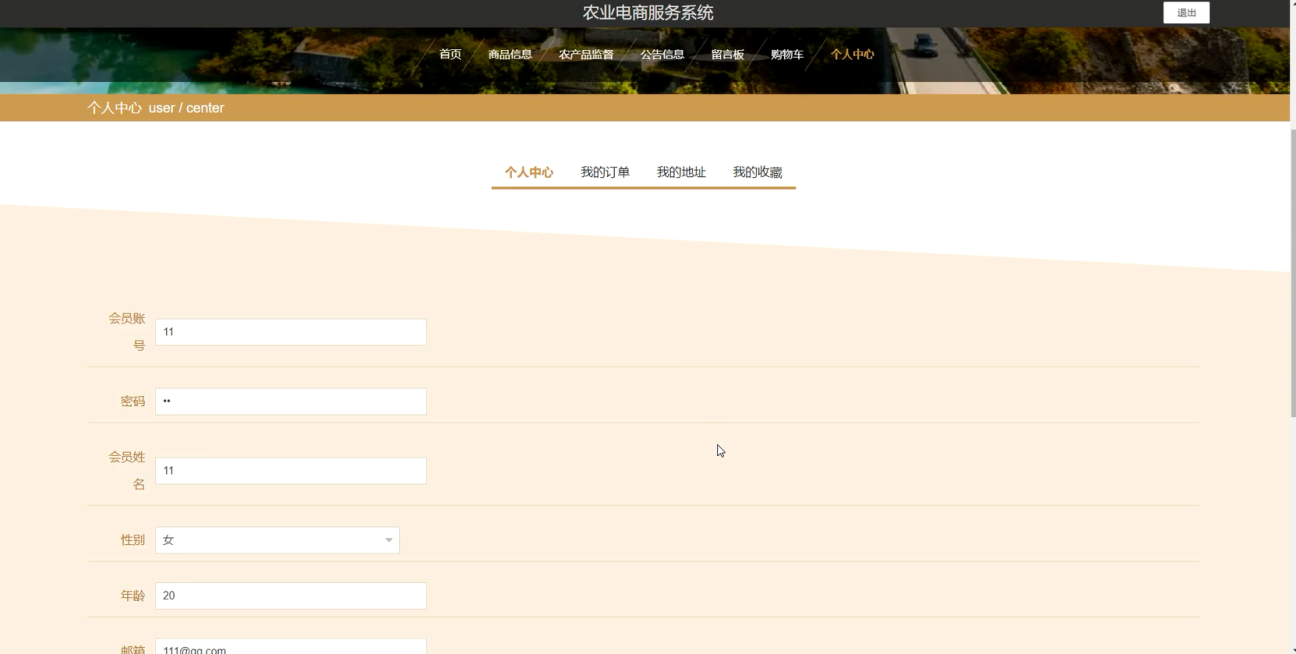 农业电商服务系统
退出
首页 商品信息 农产品监督 公告信息 留言板 购物车 个人中心
个人中心 user / center
个人中心 我的订单 我的地址 我的收藏
会员账号
11
密码
••
会员姓名
11
性别
女
年龄
20
邮箱
111@qq.com